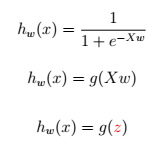 h_w(x) = 1 / (1 + e^{-Xw})
h_w(x) = g(Xw)
h_w(x) = g(z)